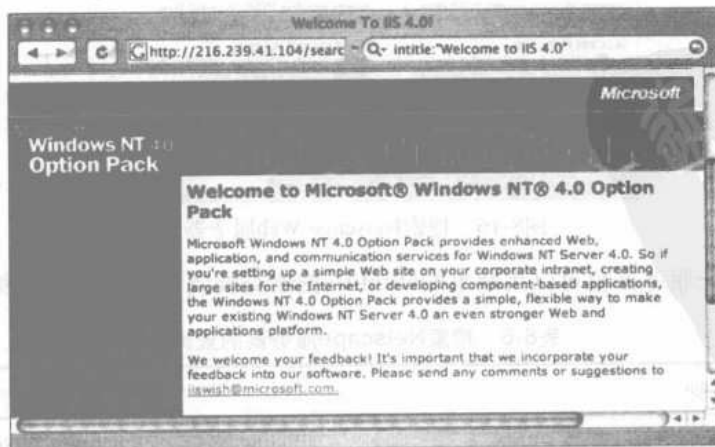 Welcome To IIS 4.0!
http://216.239.41.104/searc
intitle:"Welcome to IIS 4.0"
Microsoft
Windows NT 4.0
Option Pack
Welcome to Microsoft® Windows NT® 4.0 Option
Pack
Microsoft Windows NT 4.0 Option Pack provides enhanced Web,
application, and communication services for Windows NT Server 4.0. So if
you're setting up a simple Web site on your corporate intranet, creating
large sites for the Internet, or developing component-based applications,
the Windows NT 4.0 Option Pack provides a simple, flexible way to make
your existing Windows NT Server 4.0 an even stronger Web and
applications platform.
We welcome your feedback! It's important that we incorporate your
feedback into our software. Please send any comments or suggestions to
iiswish@microsoft.com.